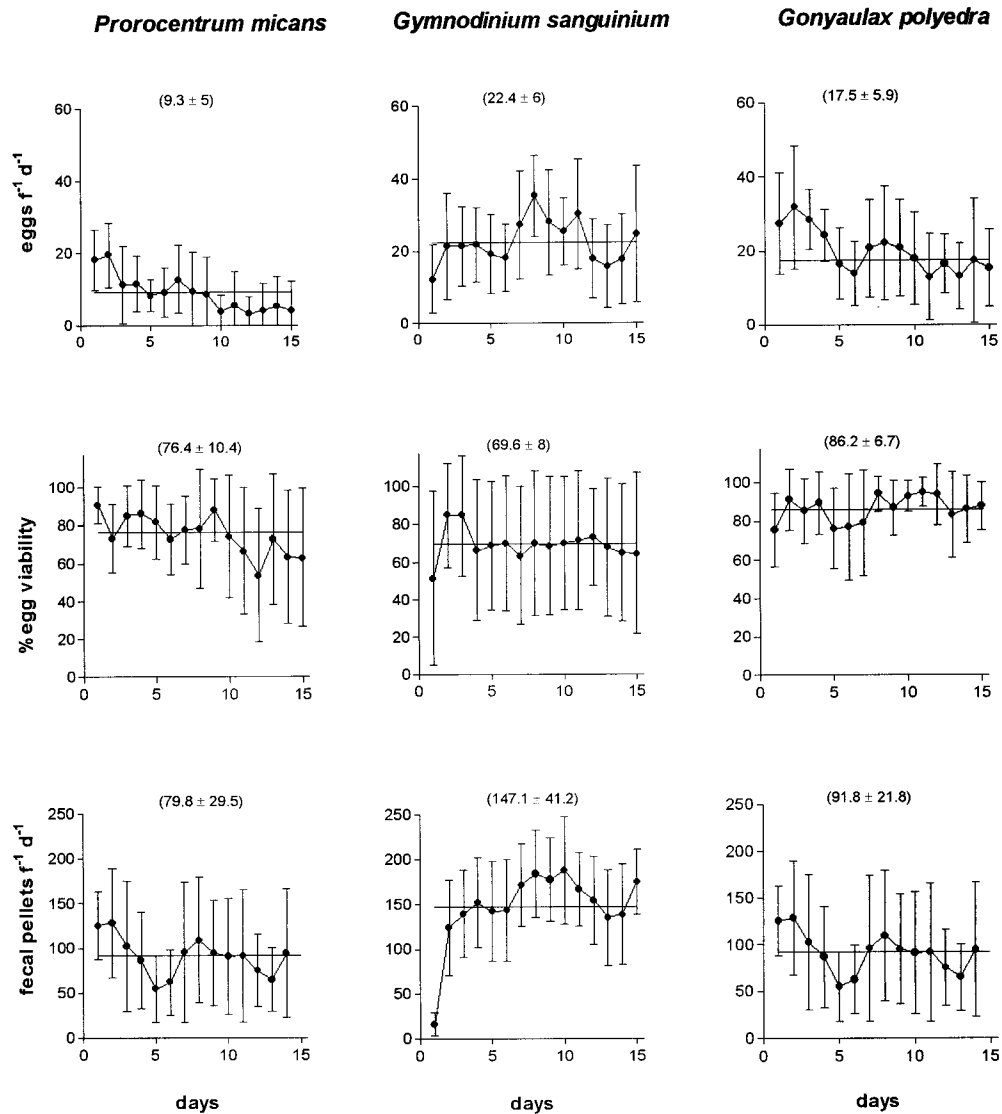 Prorocentrum micans Gymnodinium sanguinium Gonyaulax polyedra
(9.3 ± 5) (22.4 ± 6) (17.5 ± 5.9)
eggs f⁻¹ d⁻¹
60 60 60
40 40 40
20 20 20
0 0 0
0 5 10 15 0 5 10 15 0 5 10 15
(76.4 ± 10.4) (69.6 ± 8) (86.2 ± 6.7)
% egg viability
100 100 100
80 80 80
60 60 60
40 40 40
20 20 20
0 0 0
0 5 10 15 0 5 10 15 0 5 10 15
(79.8 ± 29.5) (147.1 ± 41.2) (91.8 ± 21.8)
fecal pellets f⁻¹ d⁻¹
250 250 250
200 200 200
150 150 150
100 100 100
50 50 50
0 0 0
0 5 10 15 0 5 10 15 0 5 10 15
days days days